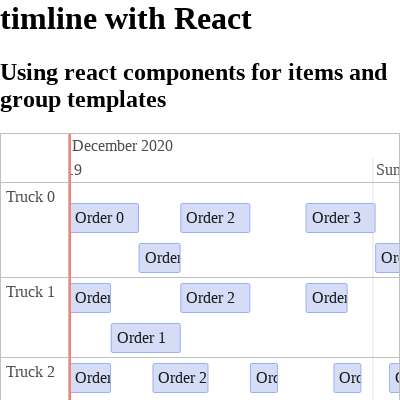 timline with React
Using react components for items and
group templates
December 2020
19
Sun
Truck 0
Order 0
Order 2
Order 3
Order
Or
Truck 1
Order
Order 2
Order
Order 1
Truck 2
Order
Order 2
Orc
Orc